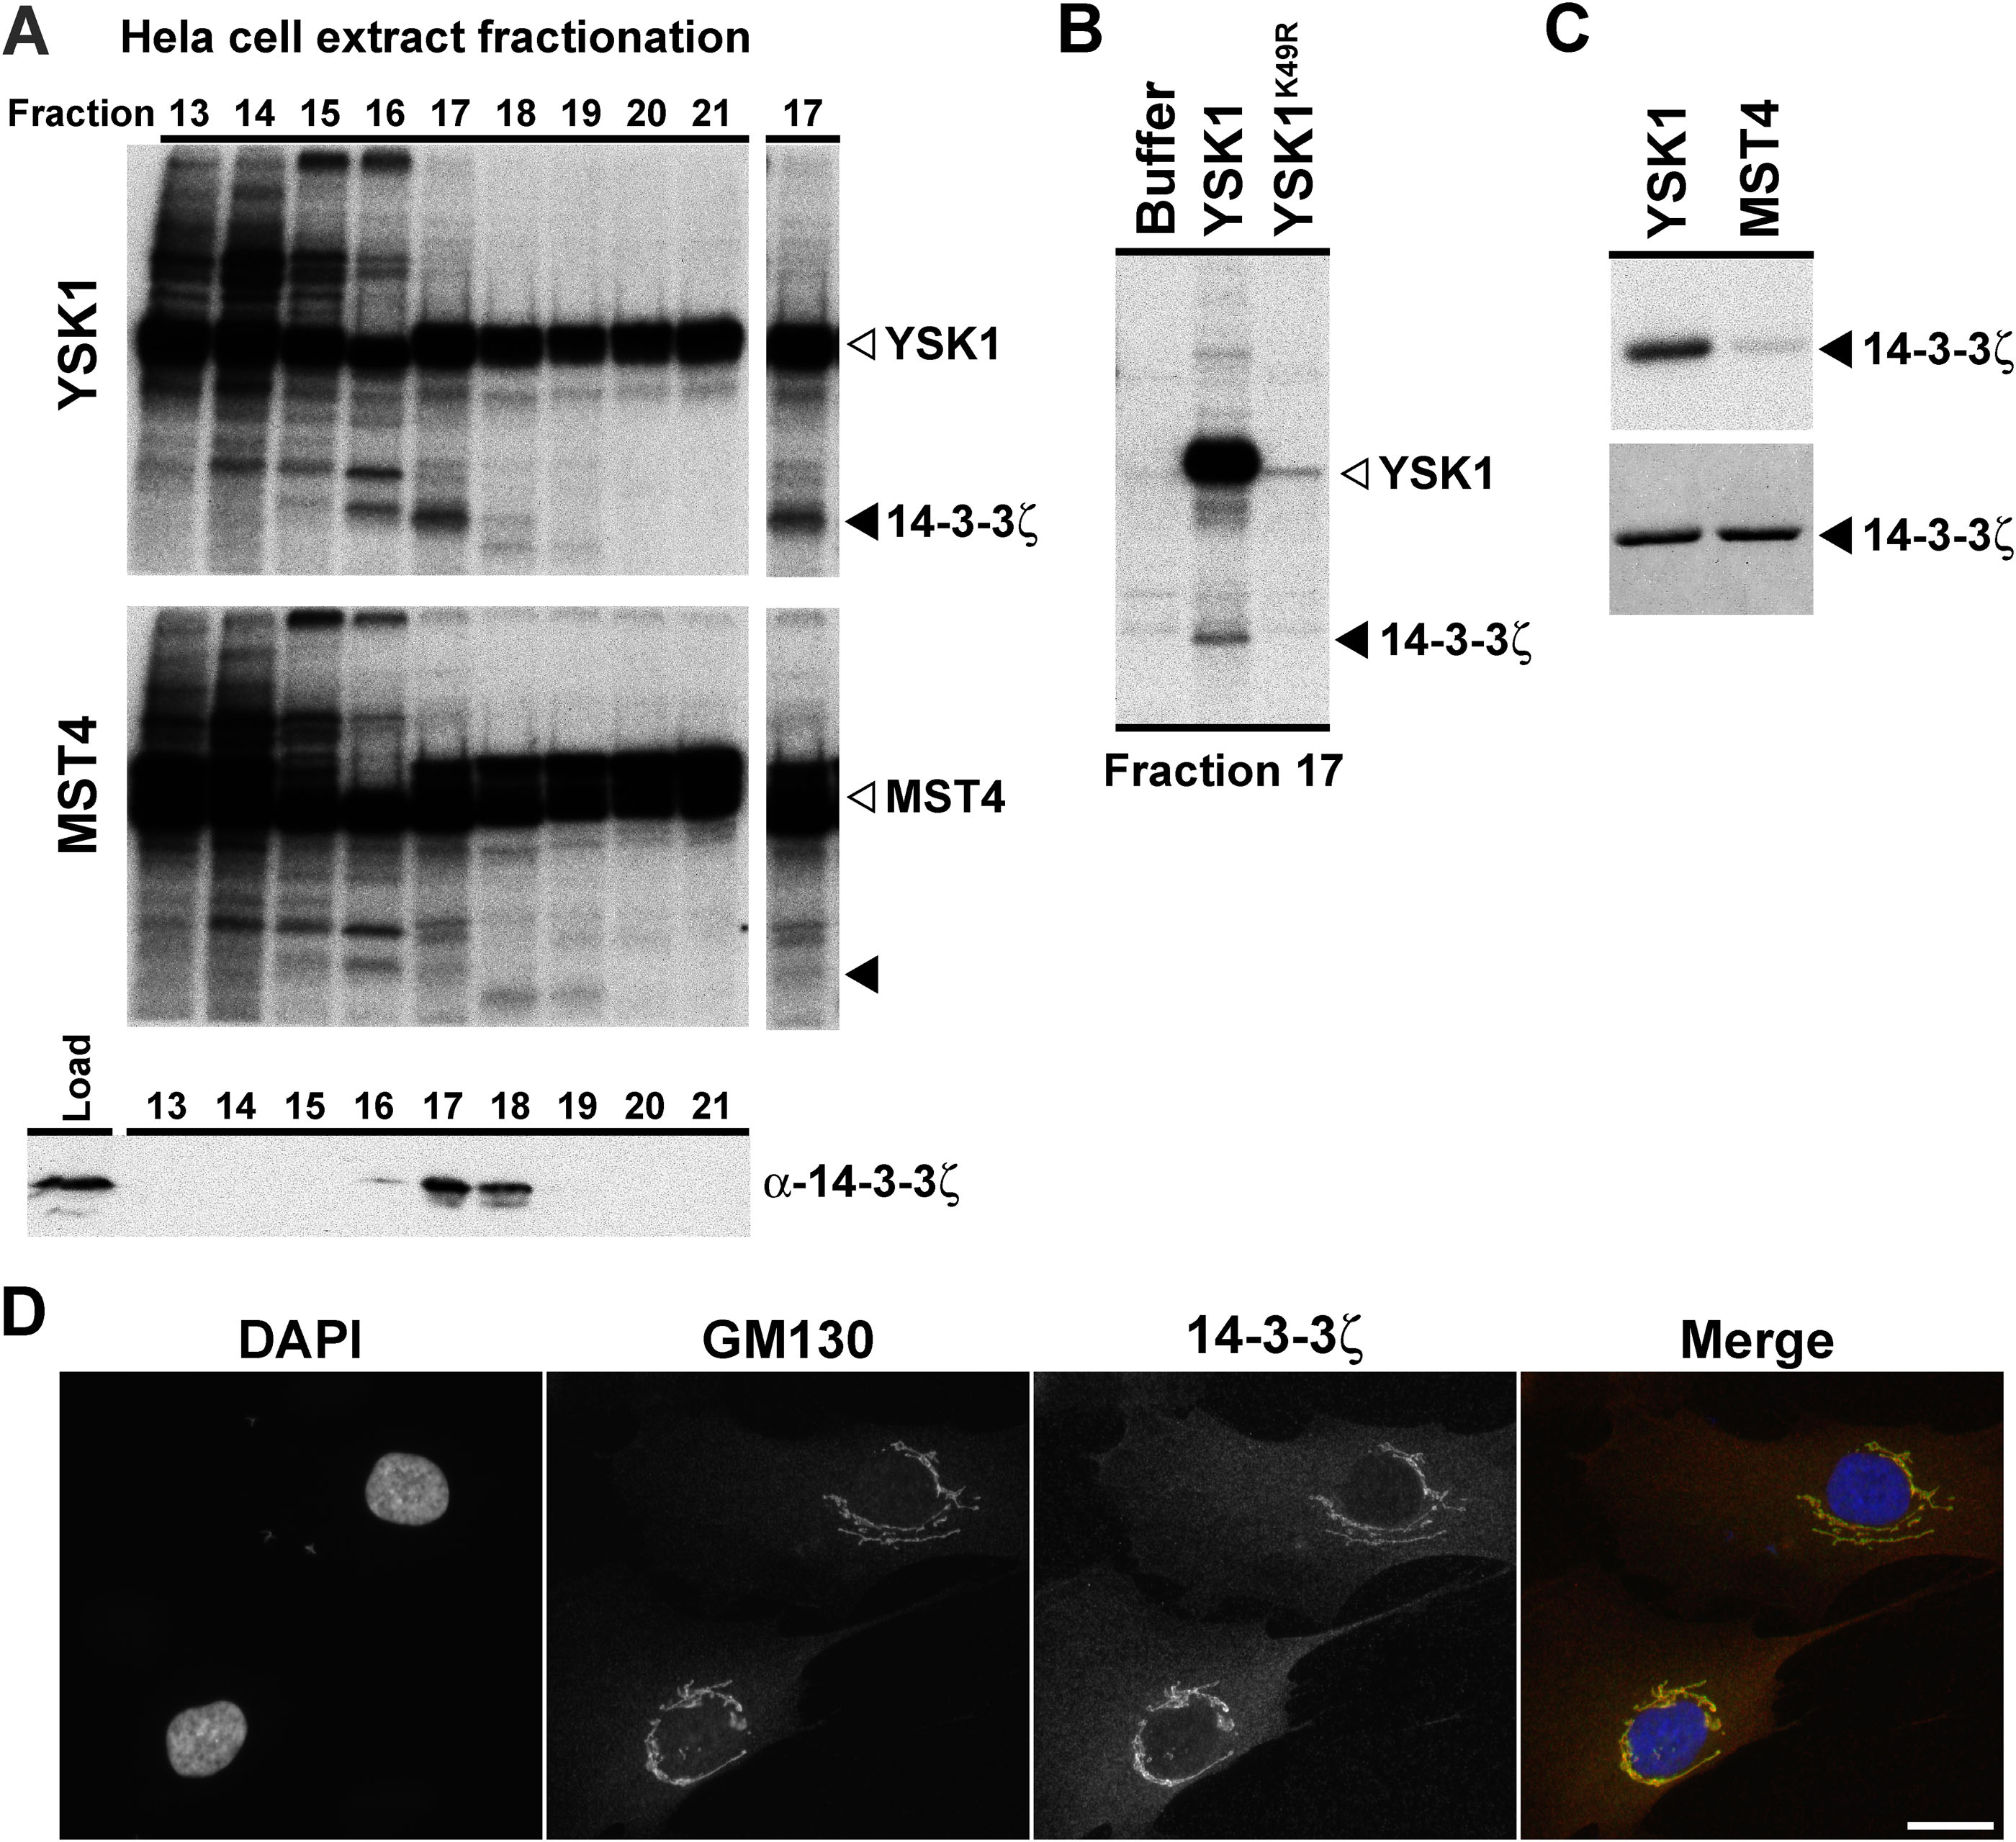 A
Hela cell extract fractionation
Fraction 13 14 15 16 17 18 19 20 21 17
YSK1
YSK1
14-3-3ζ
MST4
MST4
Load
13 14 15 16 17 18 19 20 21
α-14-3-3ζ
B
Buffer
YSK1
YSK1K49R
YSK1
14-3-3ζ
Fraction 17
C
YSK1
MST4
14-3-3ζ
14-3-3ζ
D
DAPI GM130 14-3-3ζ Merge